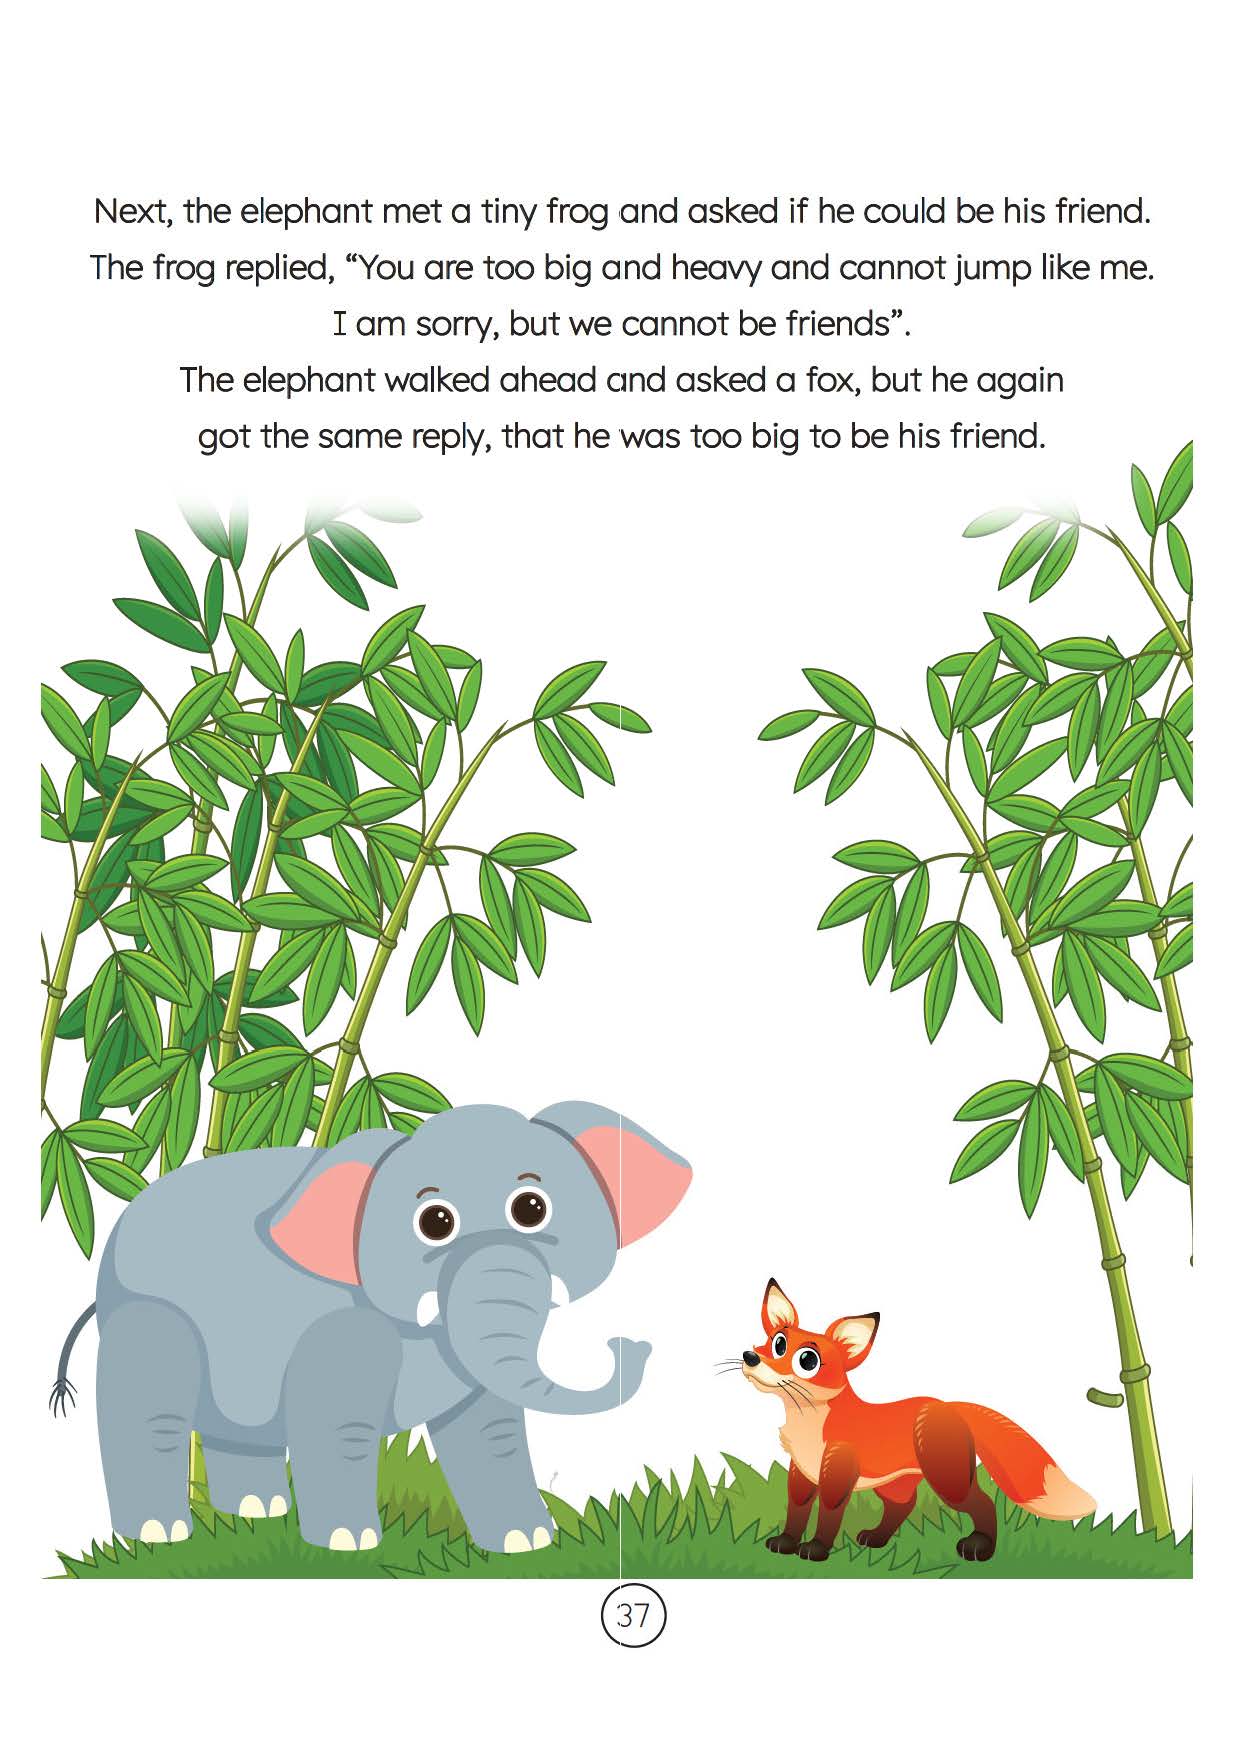 Next, the elephant met a tiny frog and asked if he could be his friend.
The frog replied, “You are too big and heavy and cannot jump like me.
I am sorry, but we cannot be friends”.
The elephant walked ahead and asked a fox, but he again
got the same reply, that he was too big to be his friend.
37